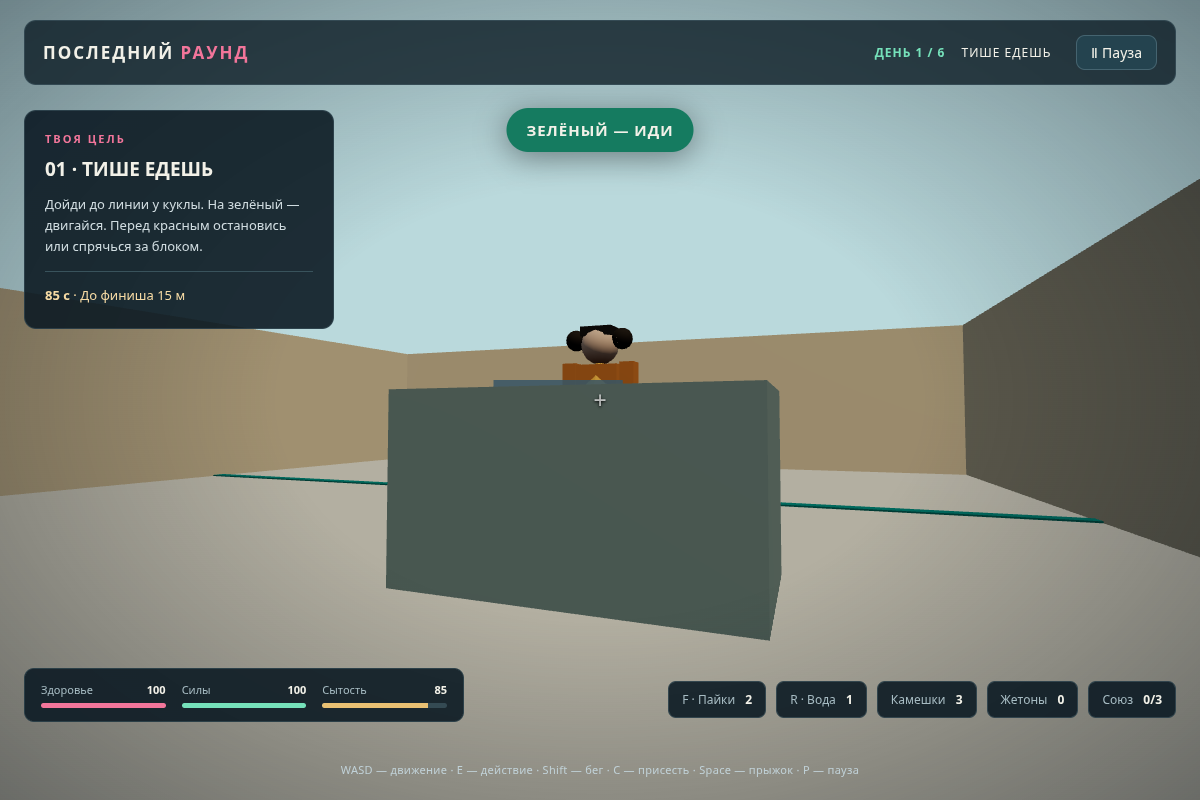 ПОСЛЕДНИЙ РАУНД
ДЕНЬ 1 / 6 ТИШЕ ЕДЕШЬ Ⅱ Пауза
ТВОЯ ЦЕЛЬ
01 · ТИШЕ ЕДЕШЬ
Дойди до линии у куклы. На зелёный —
двигайся. Перед красным остановись
или спрячься за блоком.
85 с · До финиша 15 м
ЗЕЛЁНЫЙ — ИДИ
Здоровье 100 Силы 100 Сытость 85
F · Пайки 2 R · Вода 1 Камешки 3 Жетоны 0 Союз 0/3
WASD — движение · E — действие · Shift — бег · C — присесть · Space — прыжок · P — пауза